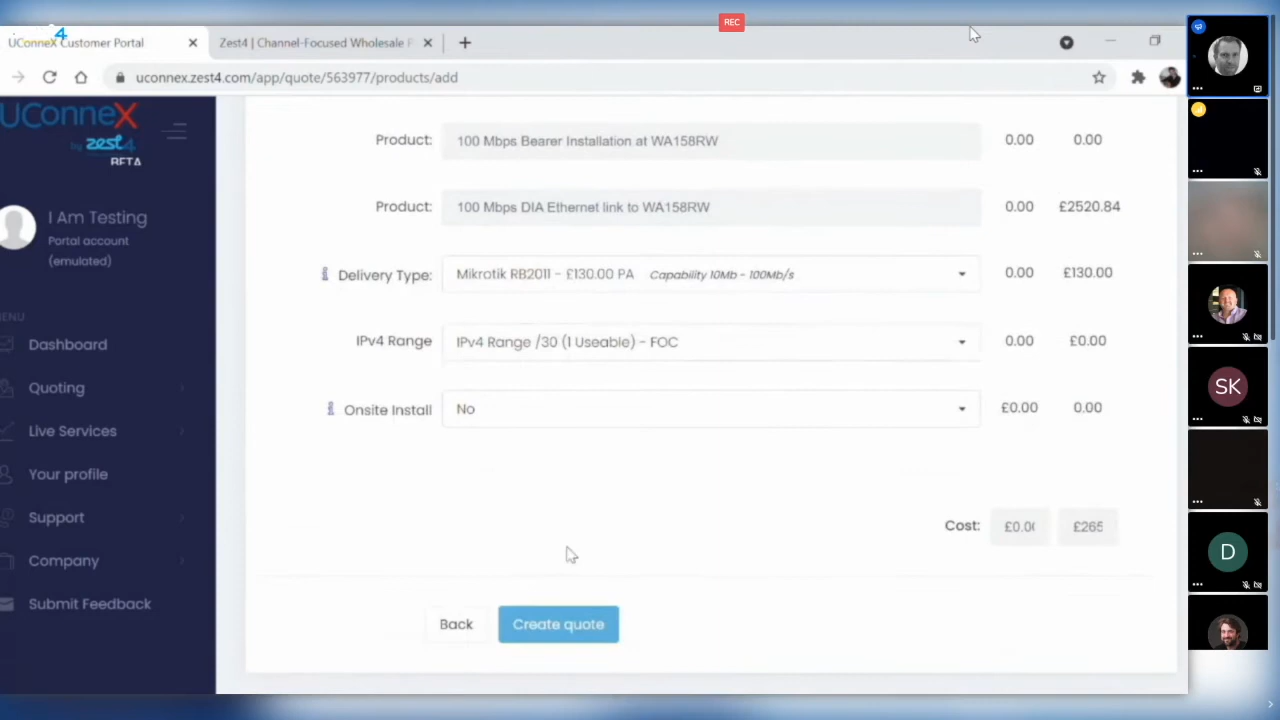 REC
4
UConneX Customer Portal
Zest4 | Channel-Focused Wholesale P
uconnex.zest4.com/app/quote/563977/products/add
UConneX
by zest4
BETA
I Am Testing
Portal account
(emulated)
MENU
Dashboard
Quoting
Live Services
Your profile
Support
Company
Submit Feedback
Product: 100 Mbps Bearer Installation at WA158RW 0.00 0.00
Product: 100 Mbps DIA Ethernet link to WA158RW 0.00 £2520.84
Delivery Type: Mikrotik RB2011 - £130.00 PA Capability 10Mb - 100Mb/s 0.00 £130.00
IPv4 Range IPv4 Range /30 (1 Useable) - FOC 0.00 £0.00
Onsite Install No £0.00 0.00
Cost: £0.0 £265
Back Create quote
SK
D